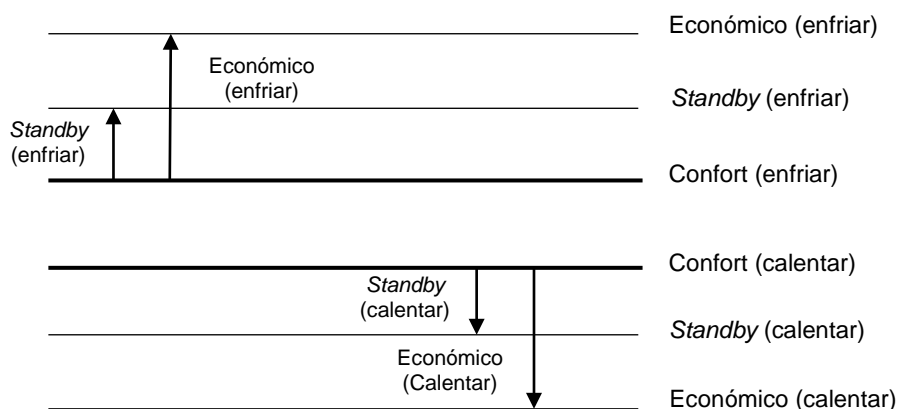 Económico (enfriar)
Económico
(enfriar)
Standby (enfriar)
Standby
(enfriar)
Confort (enfriar)
Confort (calentar)
Standby
(calentar)
Standby (calentar)
Económico
(Calentar)
Económico (calentar)